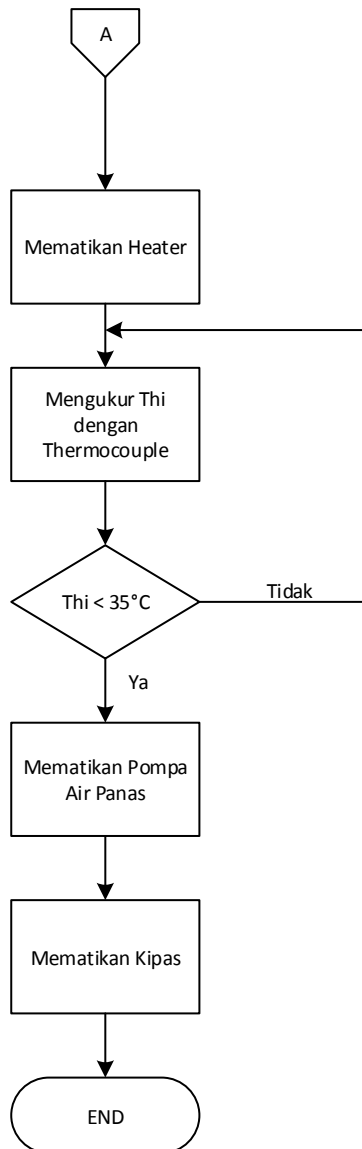 A
Mematikan Heater
Mengukur Thi
dengan
Thermocouple
Thi < 35°C
Tidak
Ya
Mematikan Pompa
Air Panas
Mematikan Kipas
END